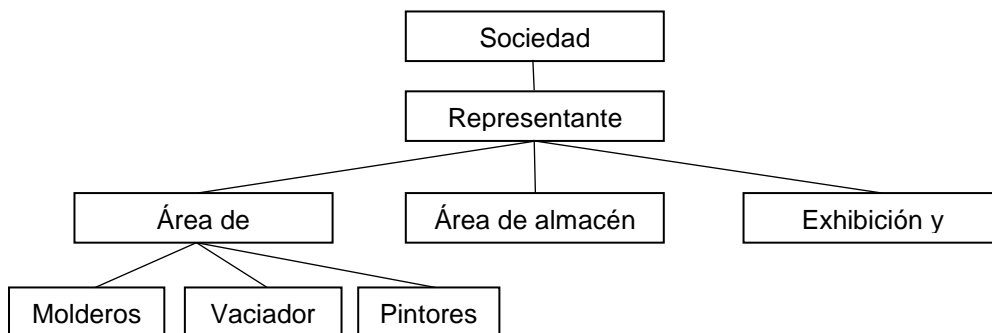 Sociedad
Representante
Área de
Área de almacén
Exhibición y
Molderos
Vaciador
Pintores